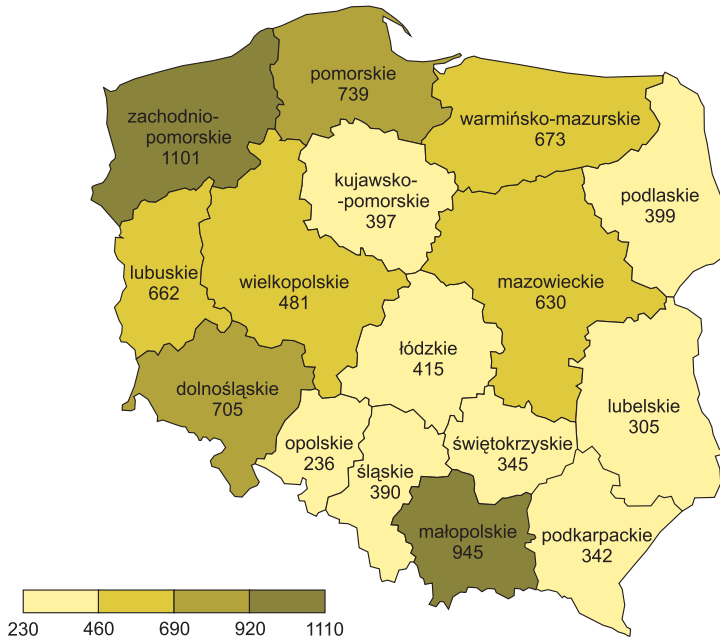 pomorskie
739
zachodnio-
pomorskie
1101
warmińsko-mazurskie
673
kujawsko-
-pomorskie
397
podlaskie
399
lubuskie
662
wielkopolskie
481
mazowieckie
630
łódzkie
415
dolnośląskie
705
lubelskie
305
opolskie
236
śląskie
390
świętokrzyskie
345
małopolskie
945
podkarpackie
342
230 460 690 920 1110